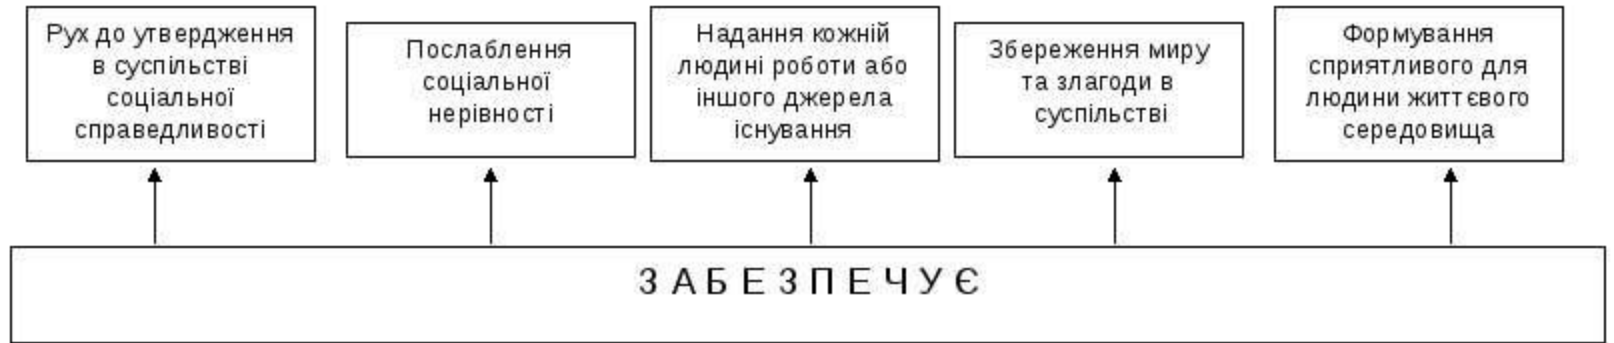 Рух до утвердження
в суспільстві
соціальної
справедливості
Послаблення
соціальної
нерівності
Надання кожній
людині роботи або
іншого джерела
існування
Збереження миру
та злагоди в
суспільстві
Формування
сприятливого для
людини життєвого
середовища
ЗАБЕЗПЕЧУЄ